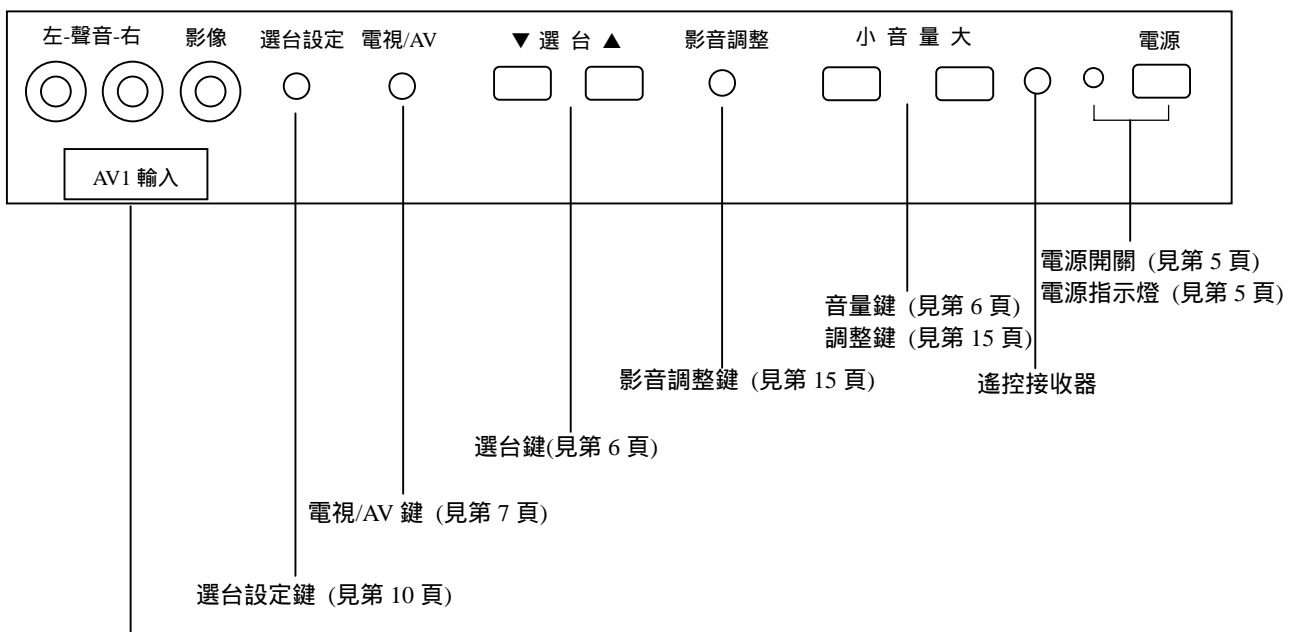 左-聲音-右 影像 選台設定 電視/AV ▼ 選 台 ▲ 影音調整 小 音 量 大 電源
AV1 輸入
電源開關 (見第 5 頁)
電源指示燈 (見第 5 頁)
音量鍵 (見第 6 頁)
調整鍵 (見第 15 頁)
影音調整鍵 (見第 15 頁)
遙控接收器
選台鍵(見第 6 頁)
電視/AV 鍵 (見第 7 頁)
選台設定鍵 (見第 10 頁)